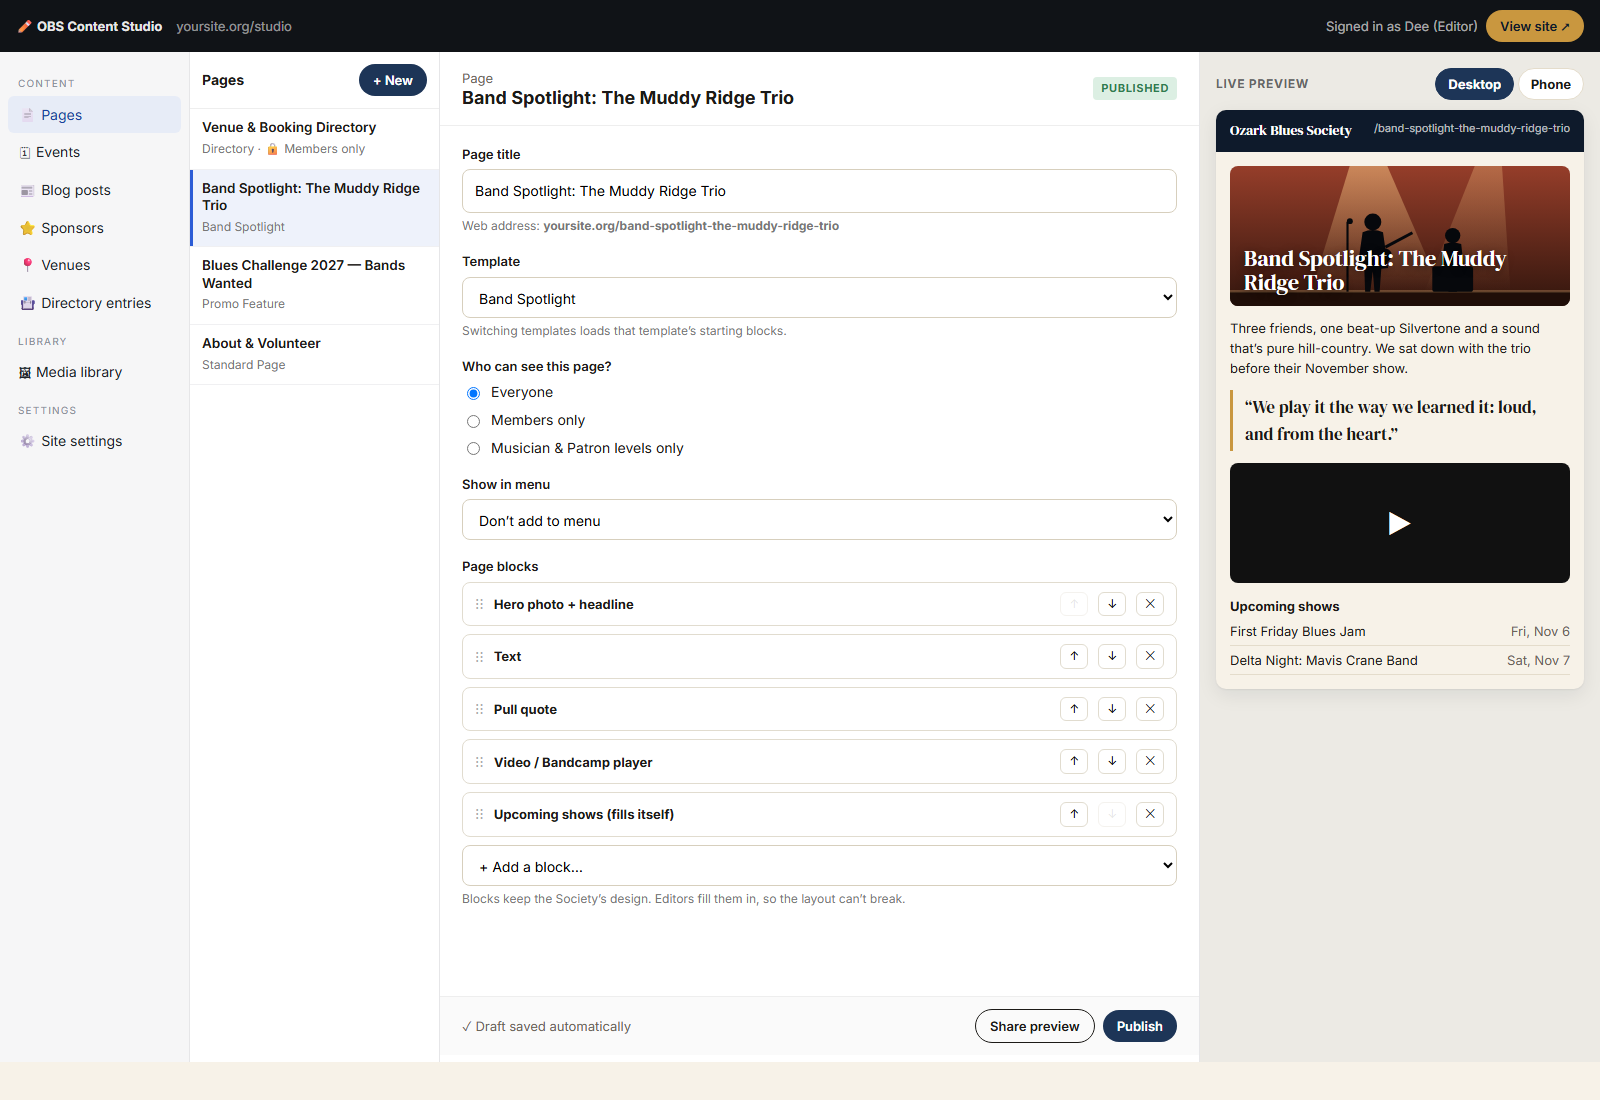 OBS Content Studio yoursite.org/studio
Signed in as Dee (Editor) View site ↗
CONTENT
Pages
Events
Blog posts
Sponsors
Venues
Directory entries
LIBRARY
Media library
SETTINGS
Site settings
Pages + New
Venue & Booking Directory
Directory · 🔒 Members only
Band Spotlight: The Muddy Ridge
Trio
Band Spotlight
Blues Challenge 2027 — Bands
Wanted
Promo Feature
About & Volunteer
Standard Page
Page
Band Spotlight: The Muddy Ridge Trio
PUBLISHED
Page title
Band Spotlight: The Muddy Ridge Trio
Web address: yoursite.org/band-spotlight-the-muddy-ridge-trio
Template
Band Spotlight
Switching templates loads that template’s starting blocks.
Who can see this page?
Everyone
Members only
Musician & Patron levels only
Show in menu
Don’t add to menu
Page blocks
Hero photo + headline ↑ ↓ ✕
Text ↑ ↓ ✕
Pull quote ↑ ↓ ✕
Video / Bandcamp player ↑ ↓ ✕
Upcoming shows (fills itself) ↑ ↓ ✕
+ Add a block...
Blocks keep the Society’s design. Editors fill them in, so the layout can’t break.
✓ Draft saved automatically
Share preview Publish
LIVE PREVIEW Desktop Phone
Ozark Blues Society /band-spotlight-the-muddy-ridge-trio
Band Spotlight: The Muddy
Ridge Trio
Three friends, one beat-up Silvertone and a sound
that’s pure hill-country. We sat down with the trio
before their November show.
“We play it the way we learned it: loud,
and from the heart.”
Upcoming shows
First Friday Blues Jam Fri, Nov 6
Delta Night: Mavis Crane Band Sat, Nov 7